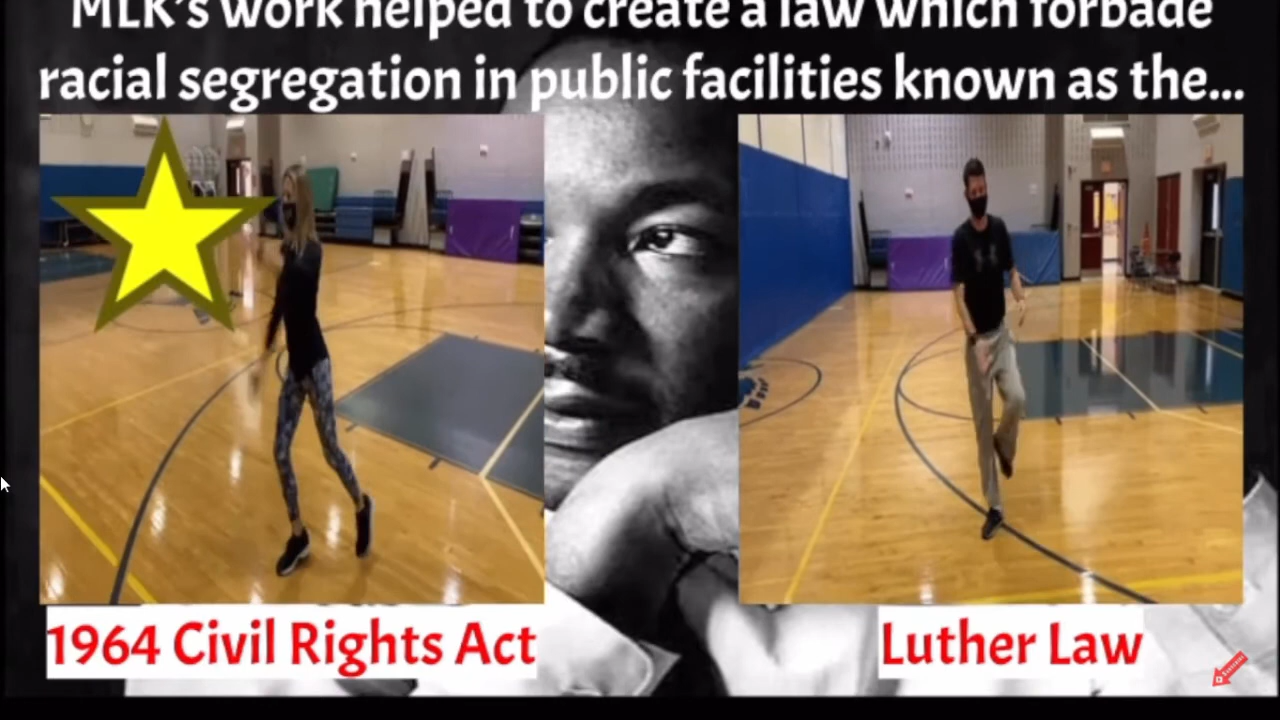 MLK's work helped to create a law which forbade
racial segregation in public facilities known as the...
1964 Civil Rights Act
Luther Law